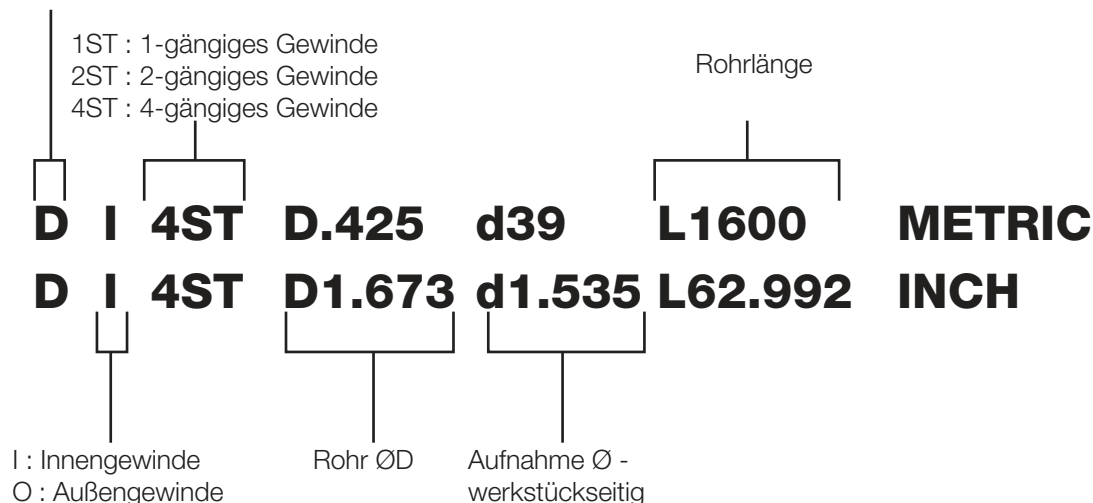 1ST : 1-gängiges Gewinde
2ST : 2-gängiges Gewinde
4ST : 4-gängiges Gewinde
Rohrlänge
D I 4ST D.425 d39 L1600 METRIC
D I 4ST D1.673 d1.535 L62.992 INCH
I : Innengewinde
O : Außengewinde
Rohr ØD
Aufnahme Ø -
werkstückseitig